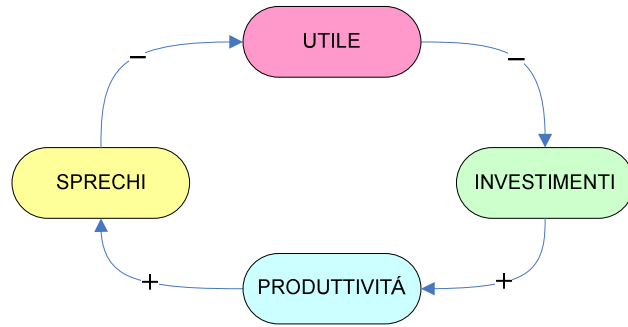 UTILE
−
−
SPRECHI
INVESTIMENTI
+
+
PRODUTTIVITÁ